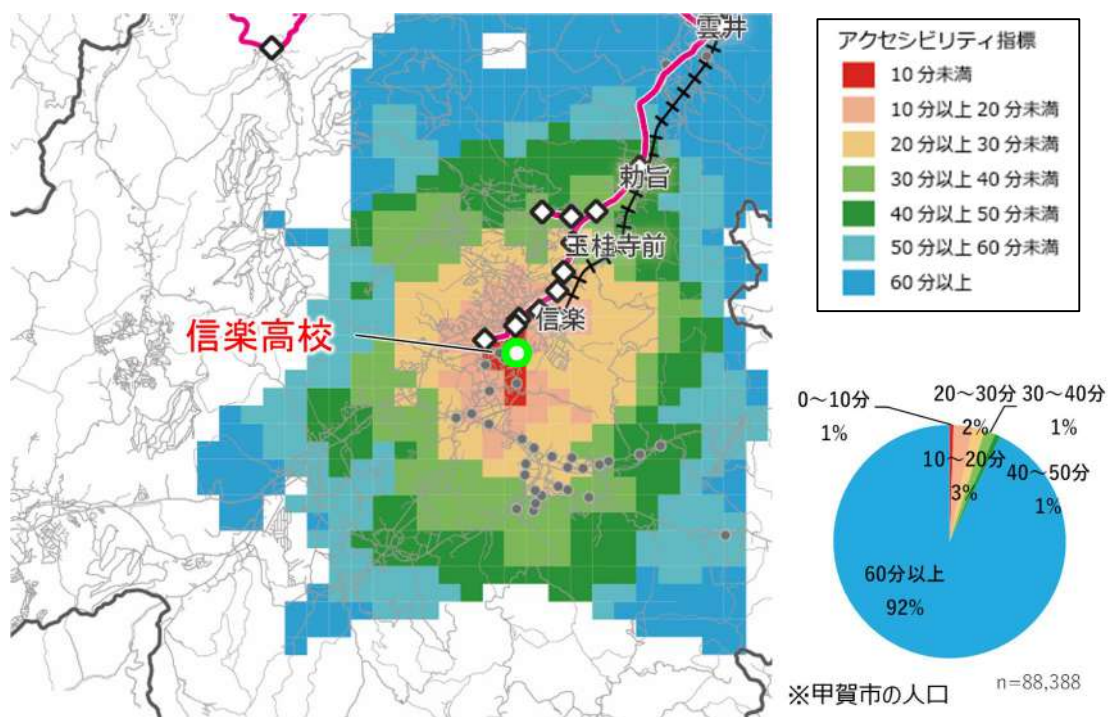 雲井
勅旨
玉桂寺前
信楽
信楽高校
アクセシビリティ指標
10分未満
10分以上20分未満
20分以上30分未満
30分以上40分未満
40分以上50分未満
50分以上60分未満
60分以上
0～10分
1%
20～30分
2%
30～40分
1%
10～20分
3%
40～50分
1%
60分以上
92%
※甲賀市の人口
n=88,388